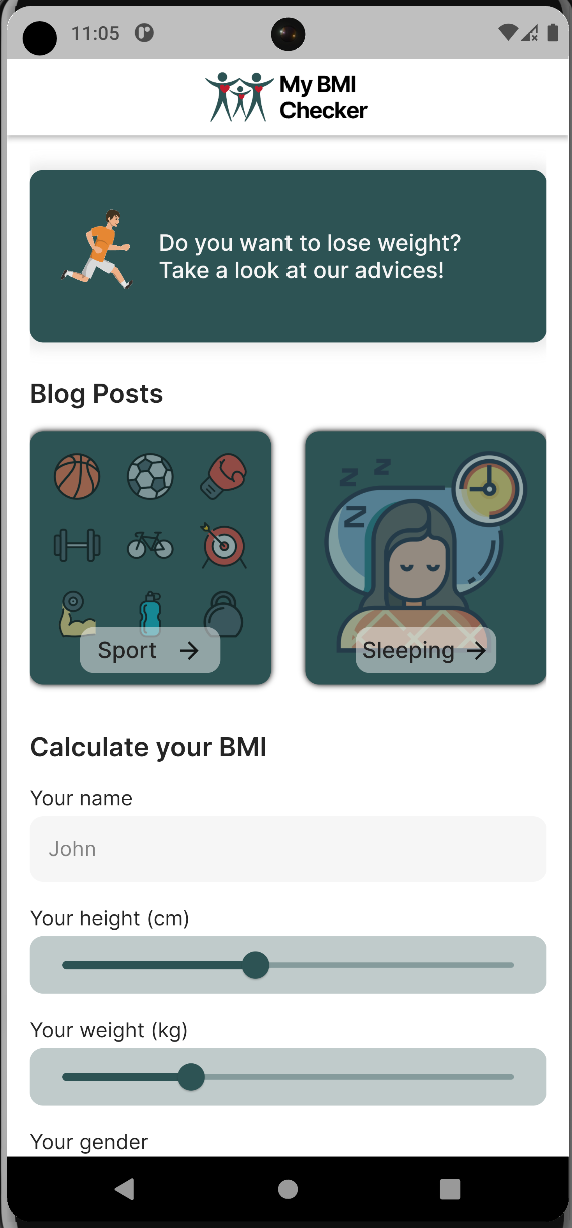 11:05
My BMI
Checker
Do you want to lose weight?
Take a look at our advices!
Blog Posts
Z Z
Z
Sport
Sleeping
Calculate your BMI
Your name
John
Your height (cm)
Your weight (kg)
Your gender